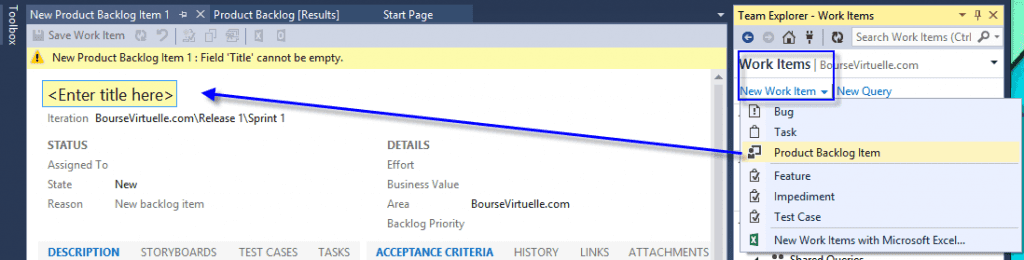 Toolbox
New Product Backlog Item 1
Product Backlog [Results]
Start Page
Save Work Item
New Product Backlog Item 1 : Field 'Title' cannot be empty.
<Enter title here>
Iteration BourseVirtuelle.com\Release 1\Sprint 1
STATUS
Assigned To
State New
Reason New backlog item
DETAILS
Effort
Business Value
Area BourseVirtuelle.com
Backlog Priority
DESCRIPTION STORYBOARDS TEST CASES TASKS
ACCEPTANCE CRITERIA HISTORY LINKS ATTACHMENTS
Team Explorer - Work Items
Search Work Items (Ctrl
Work Items | BourseVirtuelle.com
New Work Item New Query
Bug
Task
Product Backlog Item
Feature
Impediment
Test Case
New Work Items with Microsoft Excel...
Shared Queries